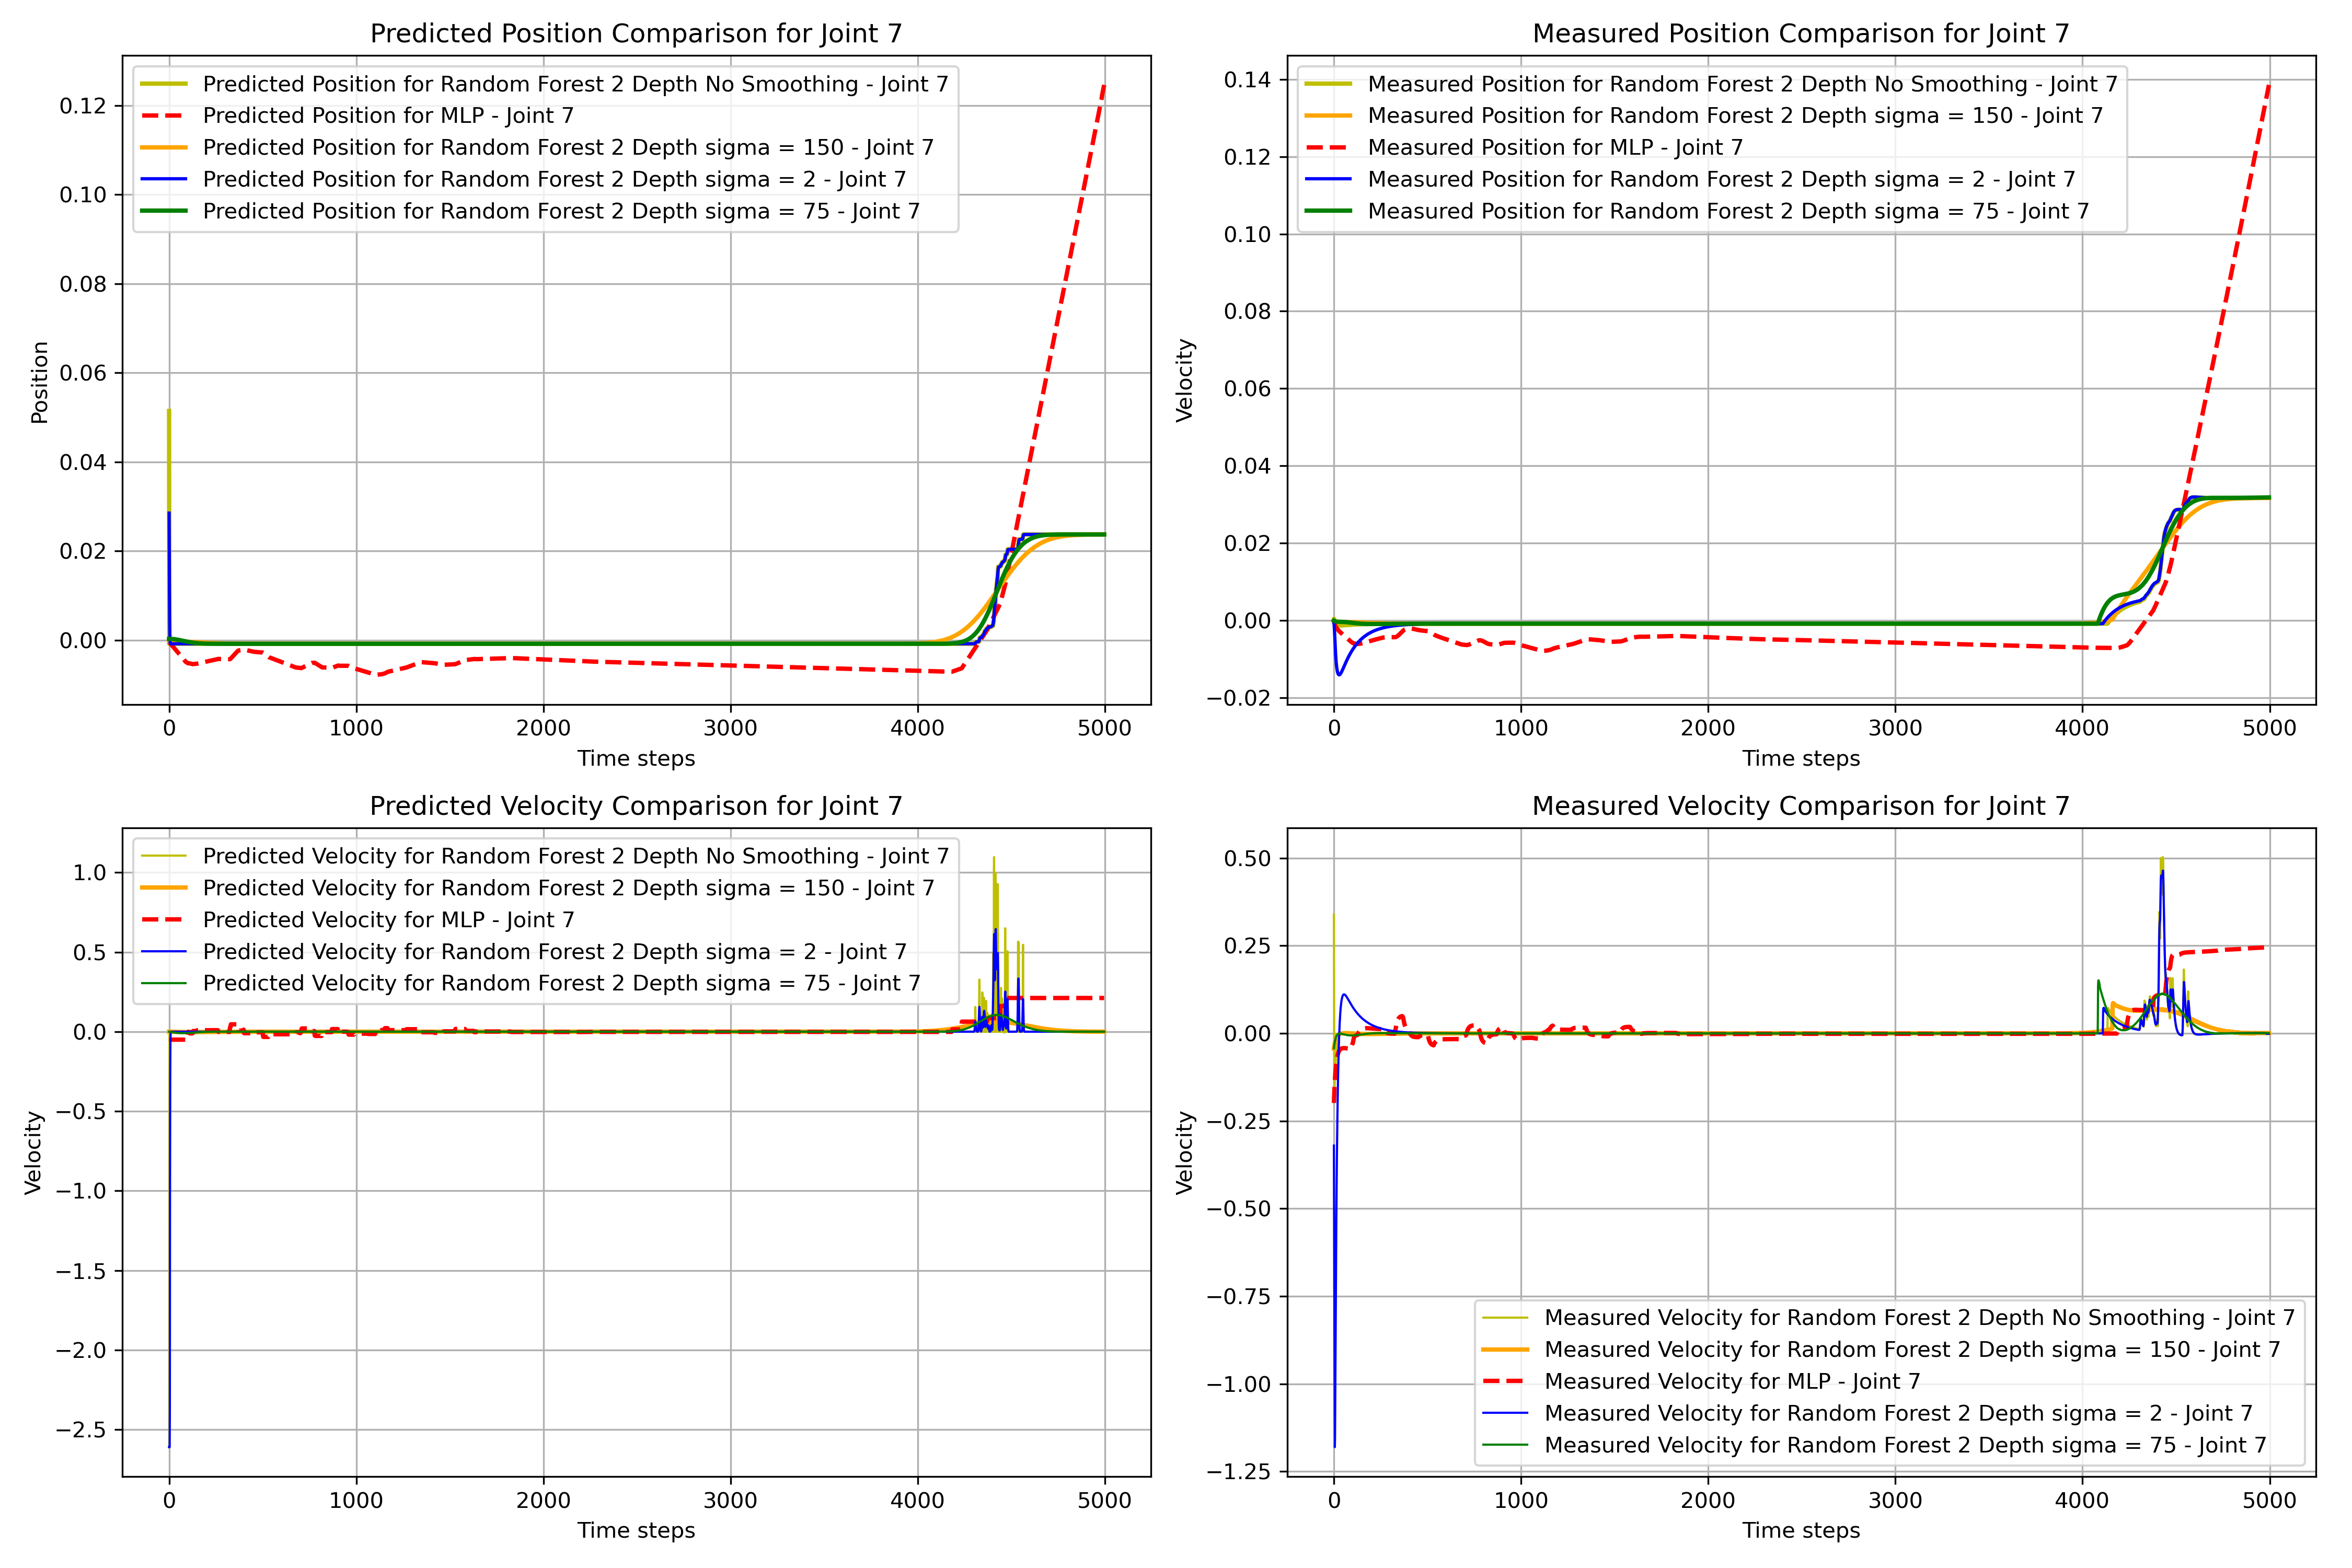 Predicted Position Comparison for Joint 7
Predicted Position for Random Forest 2 Depth No Smoothing - Joint 7
Predicted Position for MLP - Joint 7
Predicted Position for Random Forest 2 Depth sigma = 150 - Joint 7
Predicted Position for Random Forest 2 Depth sigma = 2 - Joint 7
Predicted Position for Random Forest 2 Depth sigma = 75 - Joint 7
0.12
0.10
0.08
0.06
0.04
0.02
0.00
Position
0 1000 2000 3000 4000 5000
Time steps
Measured Position Comparison for Joint 7
Measured Position for Random Forest 2 Depth No Smoothing - Joint 7
Measured Position for Random Forest 2 Depth sigma = 150 - Joint 7
Measured Position for MLP - Joint 7
Measured Position for Random Forest 2 Depth sigma = 2 - Joint 7
Measured Position for Random Forest 2 Depth sigma = 75 - Joint 7
0.14
0.12
0.10
0.08
0.06
0.04
0.02
0.00
−0.02
Velocity
0 1000 2000 3000 4000 5000
Time steps
Predicted Velocity Comparison for Joint 7
Predicted Velocity for Random Forest 2 Depth No Smoothing - Joint 7
Predicted Velocity for Random Forest 2 Depth sigma = 150 - Joint 7
Predicted Velocity for MLP - Joint 7
Predicted Velocity for Random Forest 2 Depth sigma = 2 - Joint 7
Predicted Velocity for Random Forest 2 Depth sigma = 75 - Joint 7
1.0
0.5
0.0
−0.5
−1.0
−1.5
−2.0
−2.5
Velocity
0 1000 2000 3000 4000 5000
Time steps
Measured Velocity Comparison for Joint 7
0.50
0.25
0.00
−0.25
−0.50
−0.75
−1.00
−1.25
Velocity
Measured Velocity for Random Forest 2 Depth No Smoothing - Joint 7
Measured Velocity for Random Forest 2 Depth sigma = 150 - Joint 7
Measured Velocity for MLP - Joint 7
Measured Velocity for Random Forest 2 Depth sigma = 2 - Joint 7
Measured Velocity for Random Forest 2 Depth sigma = 75 - Joint 7
0 1000 2000 3000 4000 5000
Time steps